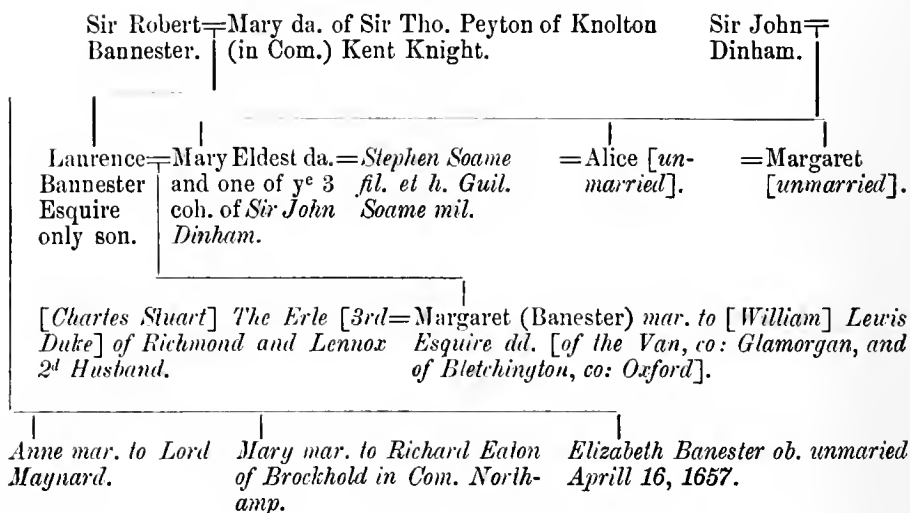 Sir Robert=Mary da. of Sir Tho. Peyton of Knolton
Bannester. (in Com.) Kent Knight.
Sir John=
Dinham.
Laurence=Mary Eldest da.=Stephen Soame =Alice [un- =Margaret
Bannester and one of yᵉ 3 fil. et h. Guil. married]. [unmarried].
Esquire coh. of Sir John Soame mil.
only son. Dinham.
[Charles Stuart] The Erle [3rd=Margaret (Banester) mar. to [William] Lewis
Duke] of Richmond and Lennox Esquire dd. [of the Van, co: Glamorgan, and
2ᵈ Husband. of Bletchington, co: Oxford].
Anne mar. to Lord Mary mar. to Richard Eaton Elizabeth Banester ob. unmaried
Maynard. of Brockhold in Com. North- Aprill 16, 1657.
amp.